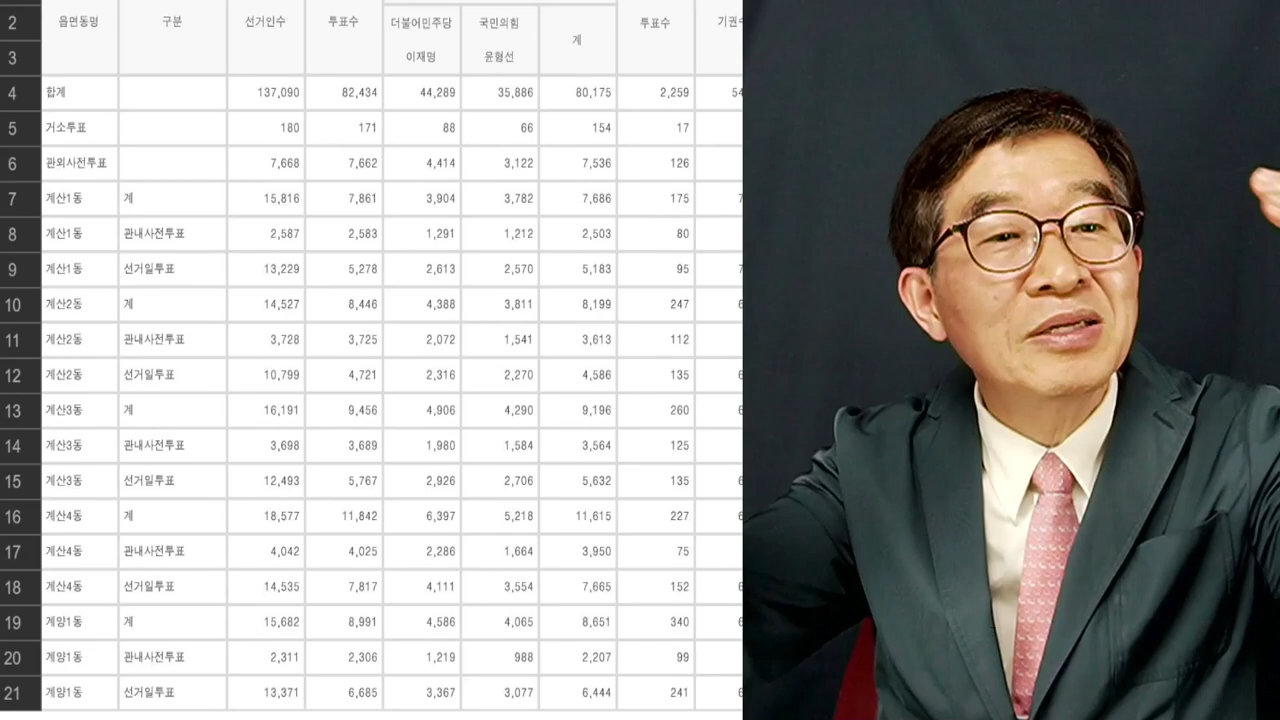 2 읍면동명 구분 선거인수 투표수 더불어민주당 국민의힘 계 투표수
3 이재명 윤형선
4 합계 137,090 82,434 44,289 35,886 80,175 2,259 54
5 거소투표 180 171 88 66 154 17
6 관외사전투표 7,668 7,662 4,414 3,122 7,536 126
7 계산1동 계 15,816 7,861 3,904 3,782 7,686 175 7
8 계산1동 관내사전투표 2,587 2,583 1,291 1,212 2,503 80
9 계산1동 선거일투표 13,229 5,278 2,613 2,570 5,183 95 7
10 계산2동 계 14,527 8,446 4,388 3,811 8,199 247 6
11 계산2동 관내사전투표 3,728 3,725 2,072 1,541 3,613 112
12 계산2동 선거일투표 10,799 4,721 2,316 2,270 4,586 135 6
13 계산3동 계 16,191 9,456 4,906 4,290 9,196 260 6
14 계산3동 관내사전투표 3,698 3,689 1,980 1,584 3,564 125
15 계산3동 선거일투표 12,493 5,767 2,926 2,706 5,632 135 6
16 계산4동 계 18,577 11,842 6,397 5,218 11,615 227 6
17 계산4동 관내사전투표 4,042 4,025 2,286 1,664 3,950 75
18 계산4동 선거일투표 14,535 7,817 4,111 3,554 7,665 152 6
19 계양1동 계 15,682 8,991 4,586 4,065 8,651 340 6
20 계양1동 관내사전투표 2,311 2,306 1,219 988 2,207 99
21 계양1동 선거일투표 13,371 6,685 3,367 3,077 6,444 241 6